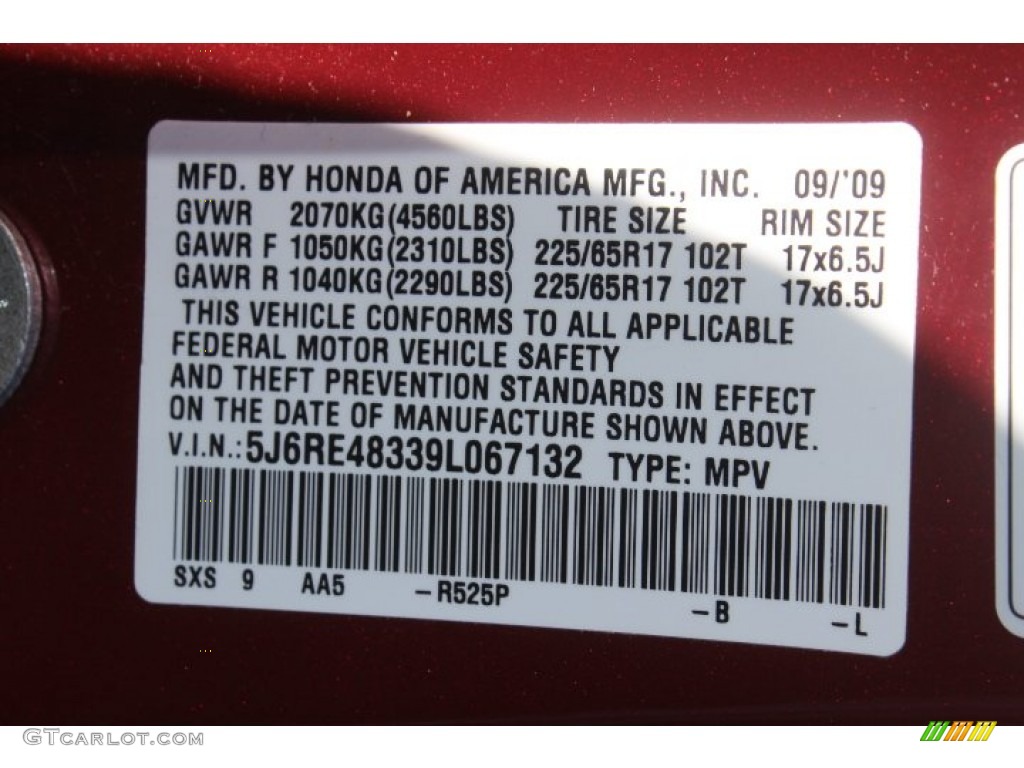 MFD. BY HONDA OF AMERICA MFG., INC. 09/'09
GVWR 2070KG(4560LBS) TIRE SIZE RIM SIZE
GAWR F 1050KG(2310LBS) 225/65R17 102T 17x6.5J
GAWR R 1040KG(2290LBS) 225/65R17 102T 17x6.5J
THIS VEHICLE CONFORMS TO ALL APPLICABLE
FEDERAL MOTOR VEHICLE SAFETY
AND THEFT PREVENTION STANDARDS IN EFFECT
ON THE DATE OF MANUFACTURE SHOWN ABOVE.
V.I.N.:5J6RE48339L067132 TYPE: MPV
SXS 9 AA5 -R525P -B -L
GTCARLOT.COM